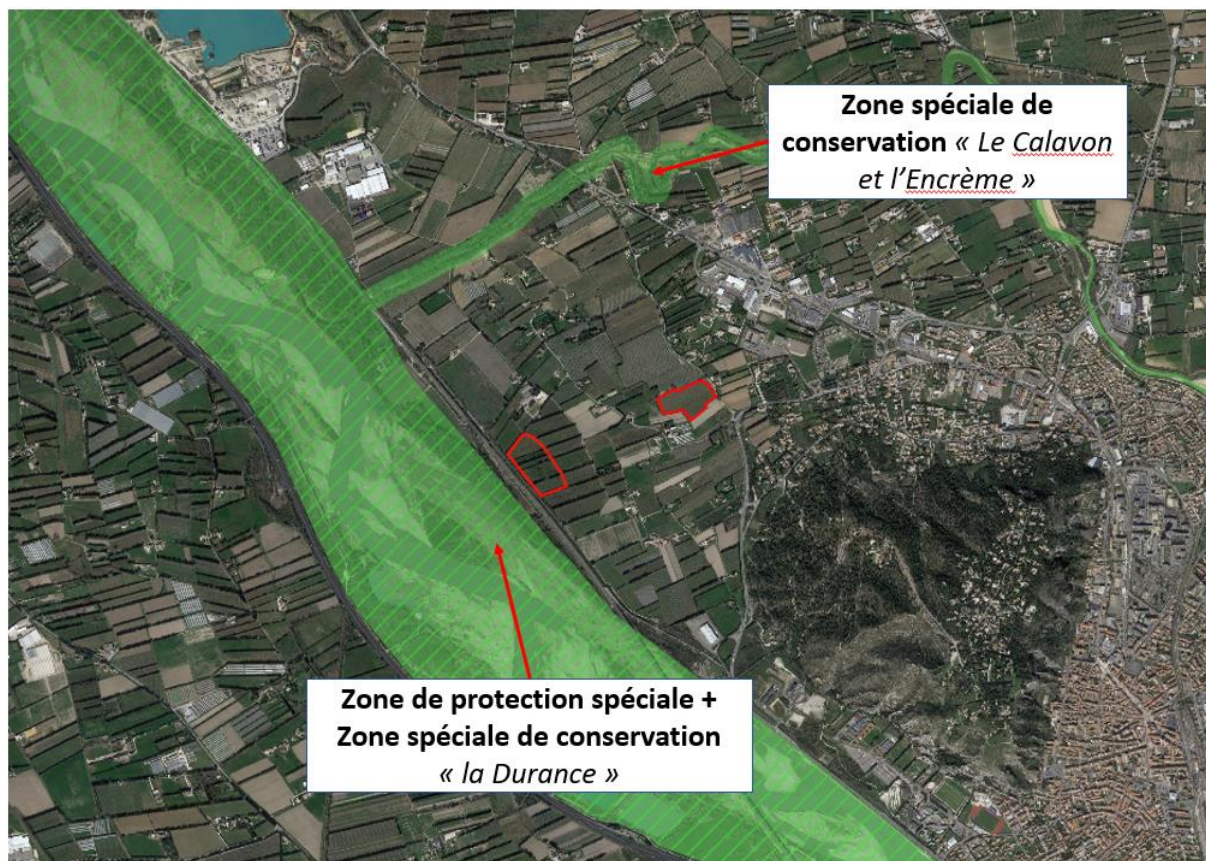 Zone spéciale de
conservation « Le Calavon
et l’Encrème »
Zone de protection spéciale +
Zone spéciale de conservation
« la Durance »